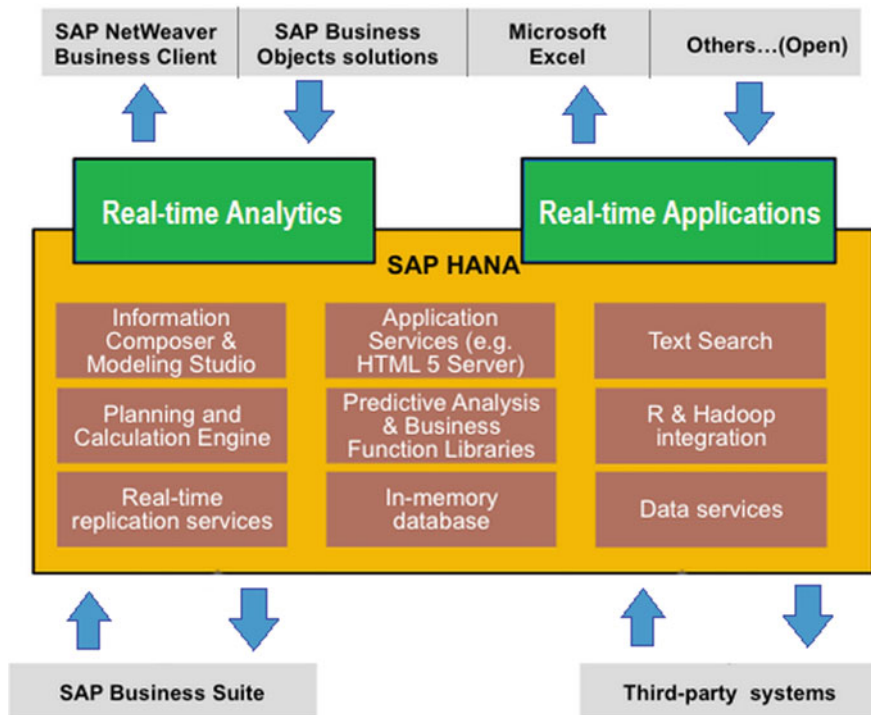 SAP NetWeaver
Business Client
SAP Business
Objects solutions
Microsoft
Excel
Others...(Open)
Real-time Analytics
Real-time Applications
SAP HANA
Information
Composer &
Modeling Studio
Application
Services (e.g.
HTML 5 Server)
Text Search
Planning and
Calculation Engine
Predictive Analysis
& Business
Function Libraries
R & Hadoop
integration
Real-time
replication services
In-memory
database
Data services
SAP Business Suite
Third-party systems